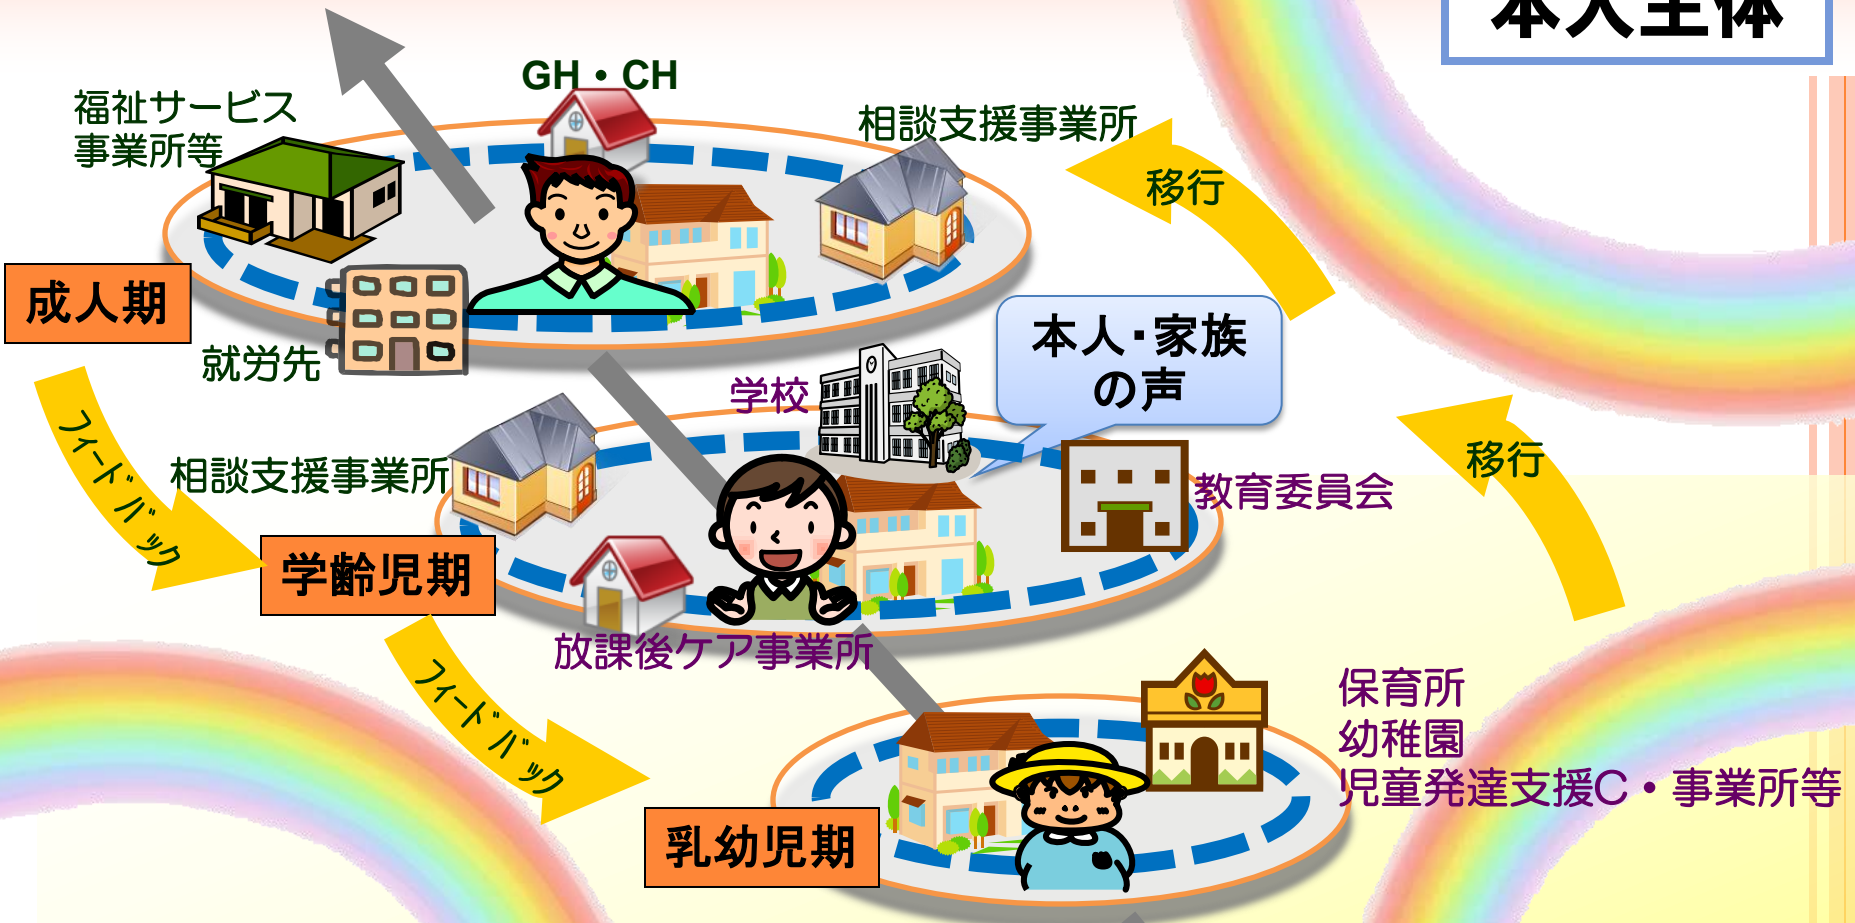 本人主体
GH・CH
福祉サービス
事業所等
相談支援事業所
移行
成人期
就労先
本人・家族
の声
学校
フィードバック
相談支援事業所
教育委員会
移行
学齢児期
放課後ケア事業所
フィードバック
保育所
幼稚園
児童発達支援C・事業所等
乳幼児期